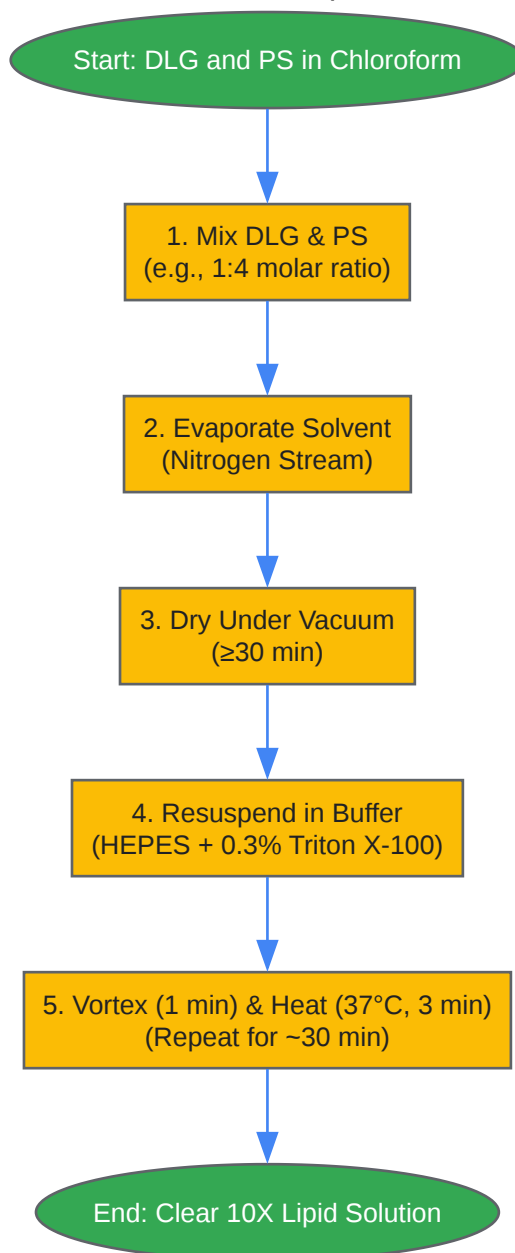 Start: DLG and PS in Chloroform
1. Mix DLG & PS
(e.g., 1:4 molar ratio)
2. Evaporate Solvent
(Nitrogen Stream)
3. Dry Under Vacuum
(≥30 min)
4. Resuspend in Buffer
(HEPES + 0.3% Triton X-100)
5. Vortex (1 min) & Heat (37°C, 3 min)
(Repeat for ~30 min)
End: Clear 10X Lipid Solution